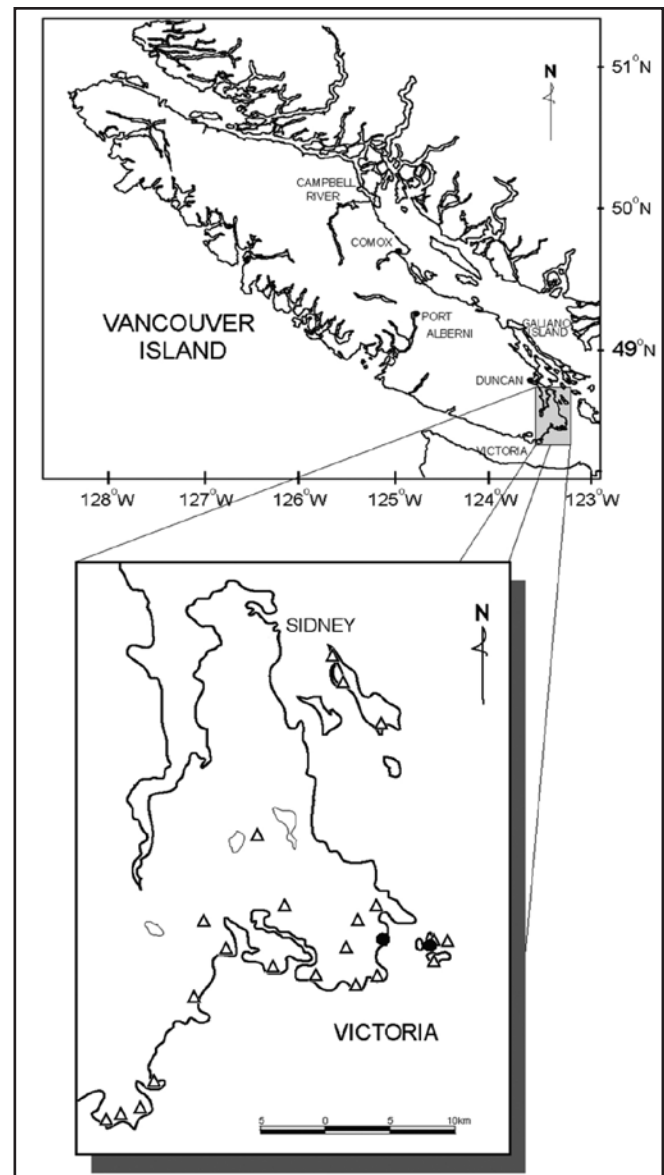 51°N
N
CAMPBELL
RIVER
50°N
COMOX
VANCOUVER
ISLAND
PORT
ALBERNI
GALIANO
ISLAND
49°N
DUNCAN
VICTORIA
128°W 127°W 126°W 125°W 124°W 123°W
SIDNEY
N
VICTORIA
5 0 5 10km